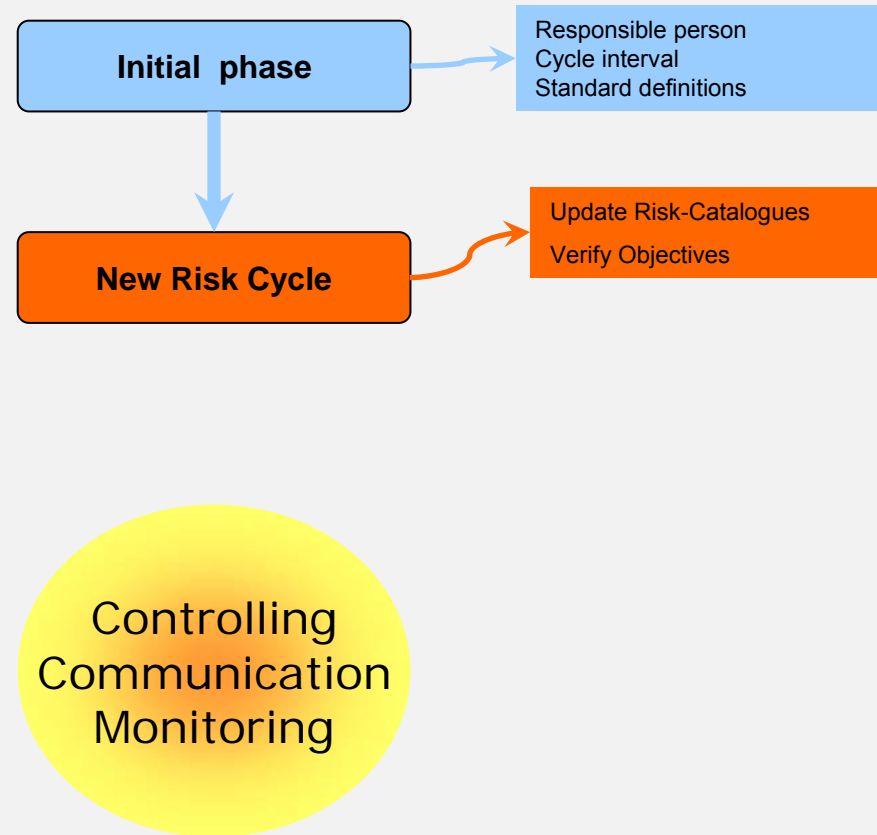 Initial phase
Responsible person
Cycle interval
Standard definitions
New Risk Cycle
Update Risk-Catalogues
Verify Objectives
Controlling
Communication
Monitoring